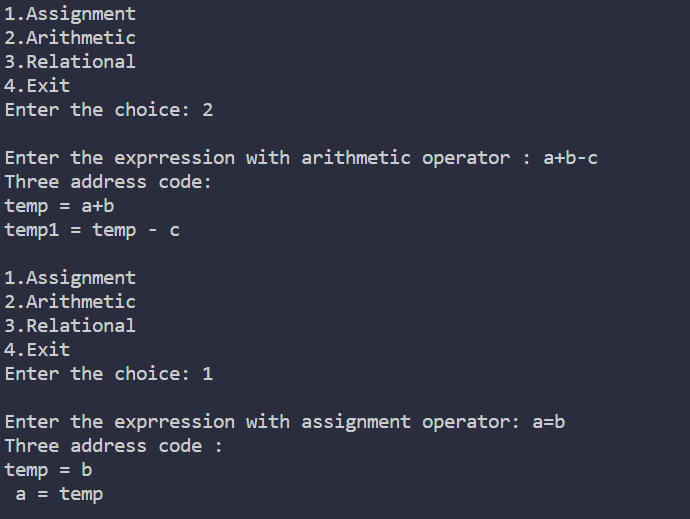 1.Assignment
2.Arithmetic
3.Relational
4.Exit
Enter the choice: 2
Enter the exprression with arithmetic operator : a+b-c
Three address code:
temp = a+b
temp1 = temp - c
1.Assignment
2.Arithmetic
3.Relational
4.Exit
Enter the choice: 1
Enter the exprression with assignment operator: a=b
Three address code :
temp = b
 a = temp